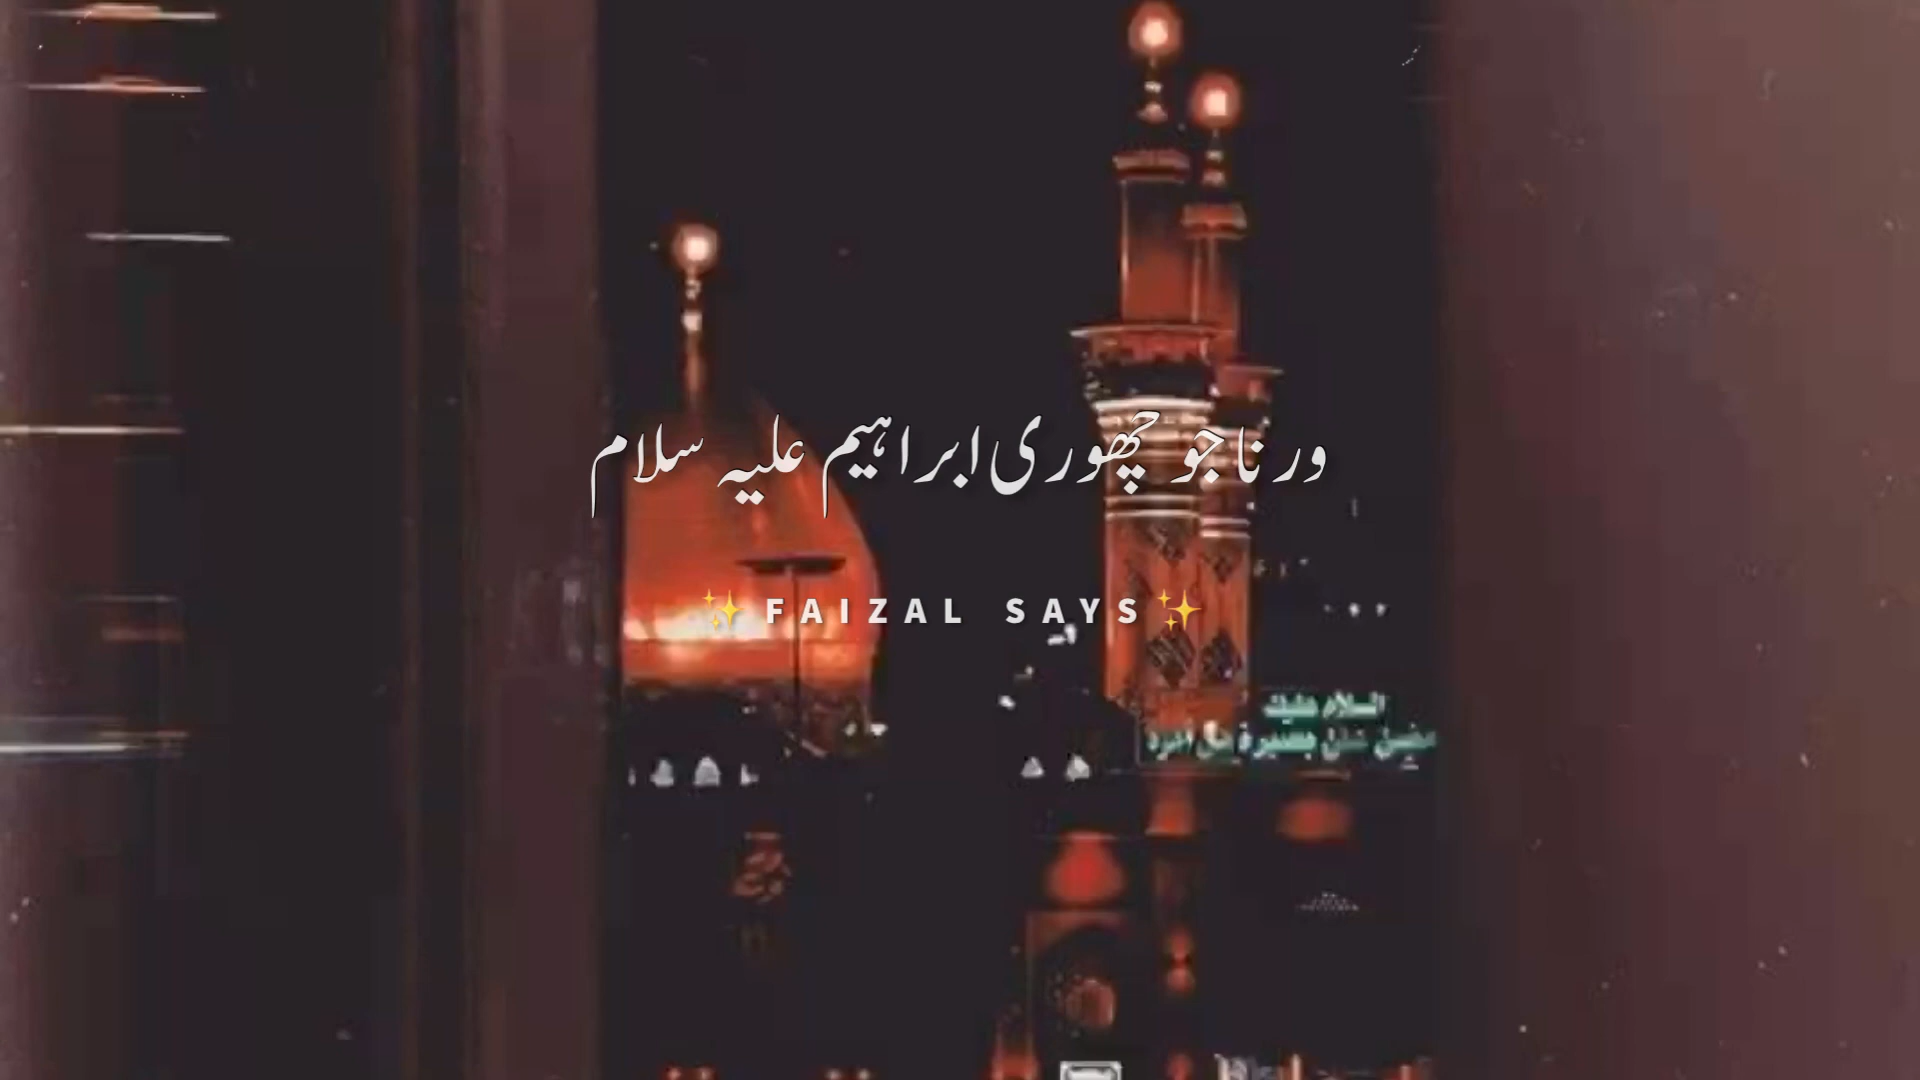 ورنا جو چھوری ابراہیم علیہ سلام
✨FAIZAL SAYS✨
السلام عليك